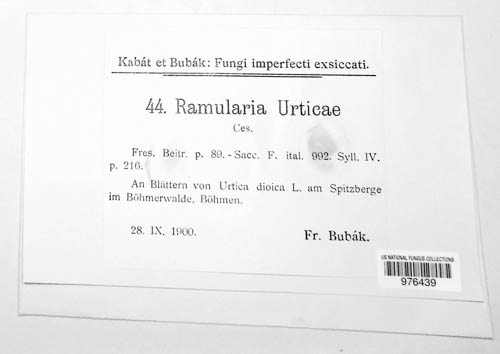 Kabát et Bubák: Fungi imperfecti exsiccati.
44. Ramularia Urticae
Ces.
Fres. Beitr. p. 89. - Sacc. F. ital. 992. Syll. IV.
p. 216.
An Blättern von Urtica dioica L. am Spitzberge
im Böhmerwalde, Böhmen.
28. IX. 1900.
Fr. Bubák.
US NATIONAL FUNGUS COLLECTIONS
976439